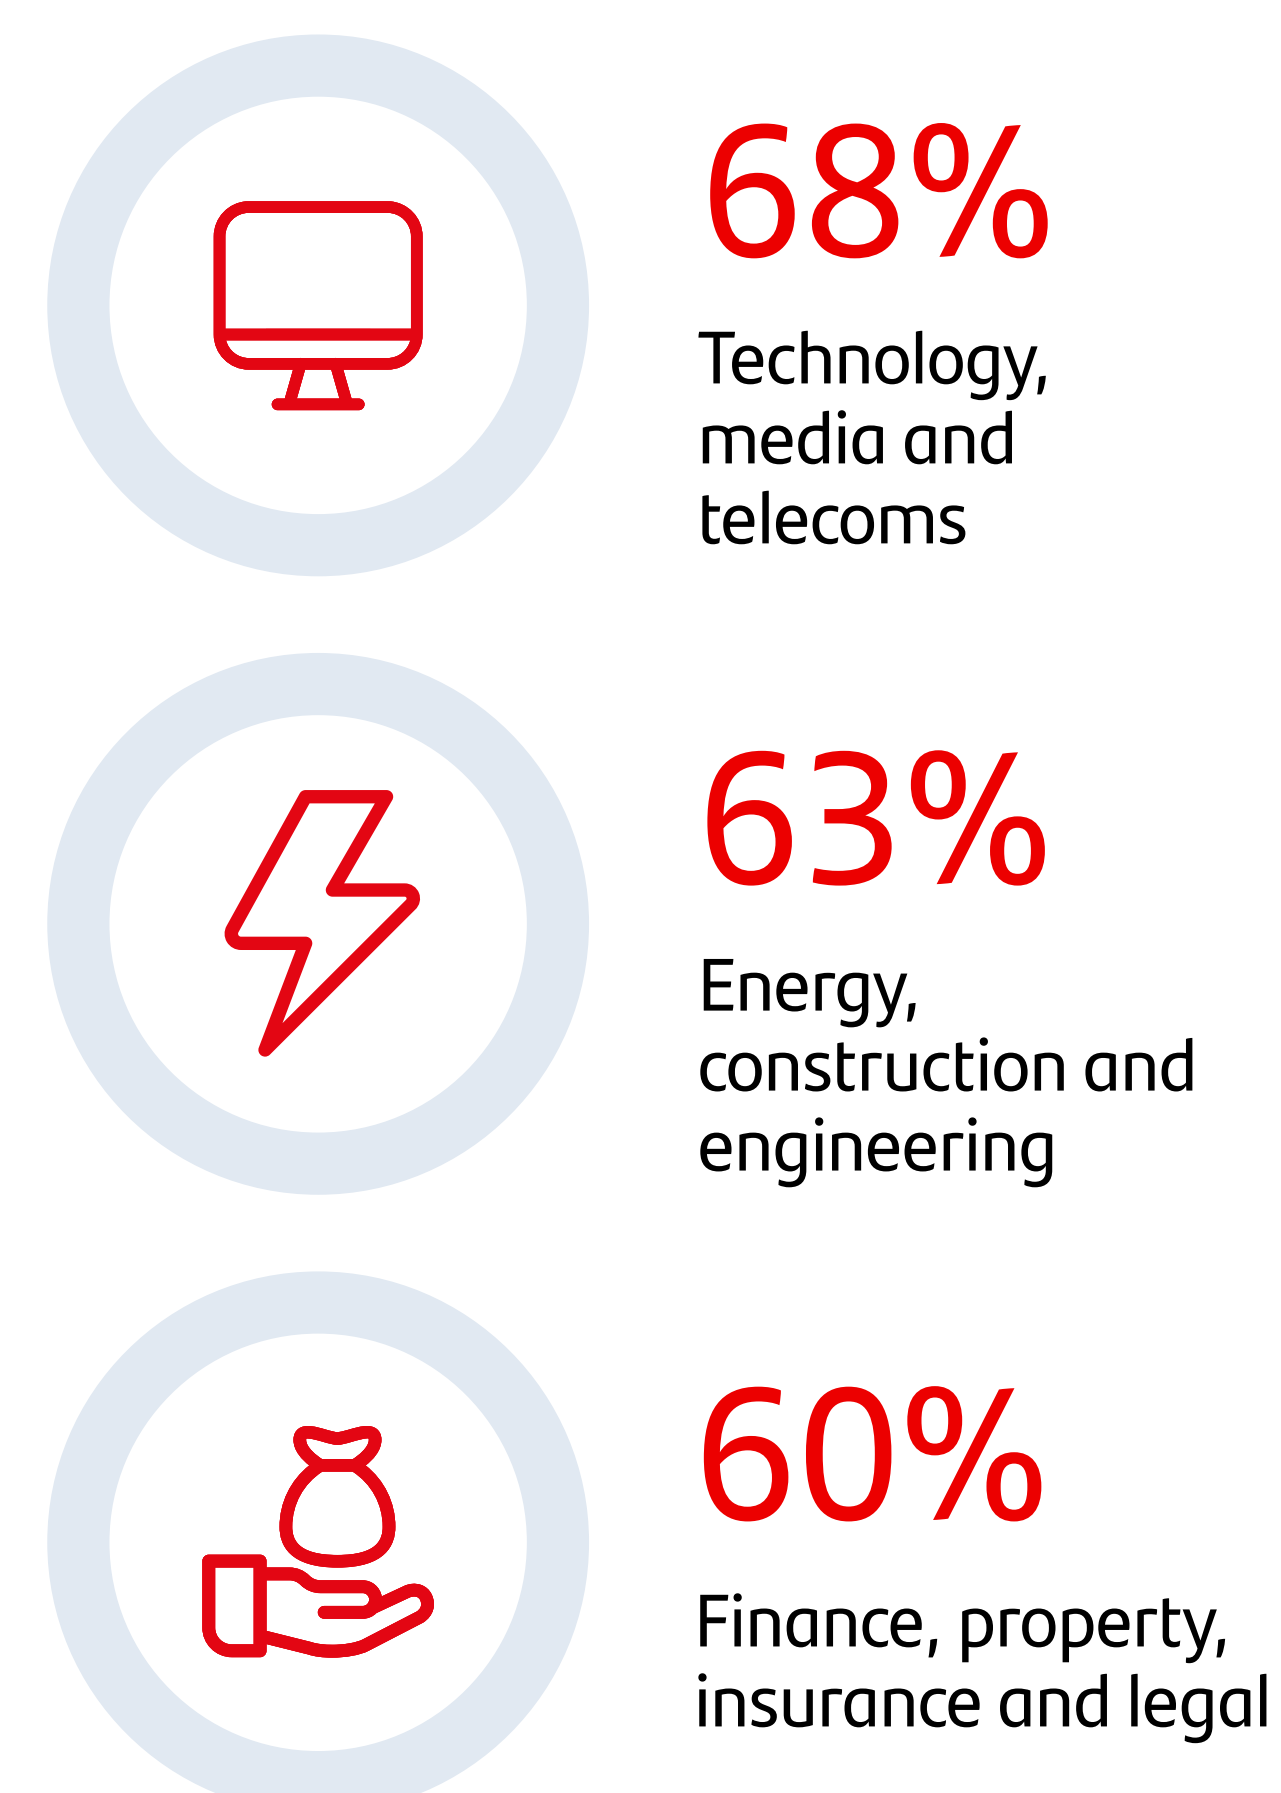 68%
Technology,
media and
telecoms
63%
Energy,
construction and
engineering
60%
Finance, property,
insurance and legal